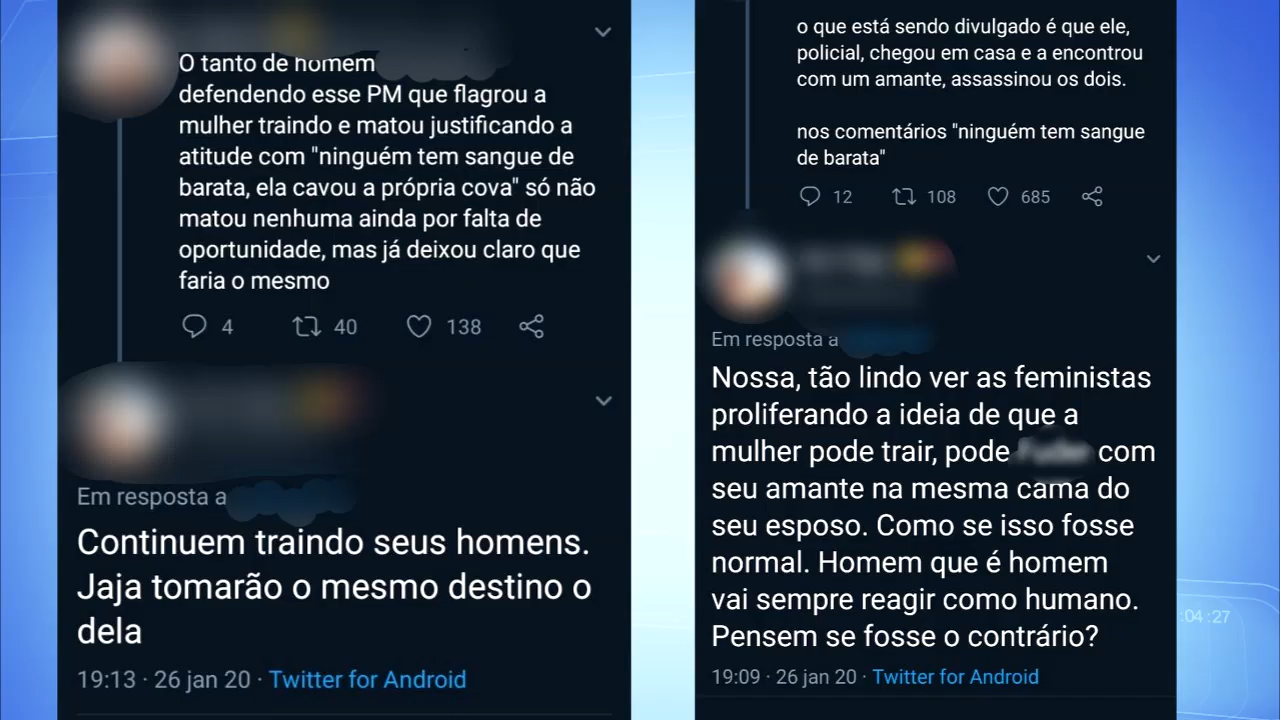 O tanto de homem
defendendo esse PM que flagrou a
mulher traindo e matou justificando a
atitude com "ninguém tem sangue de
barata, ela cavou a própria cova" só não
matou nenhuma ainda por falta de
oportunidade, mas já deixou claro que
faria o mesmo
4 40 138
Em resposta a
Continuem traindo seus homens.
Jaja tomarão o mesmo destino o
dela
19:13 · 26 jan 20 · Twitter for Android
o que está sendo divulgado é que ele,
policial, chegou em casa e a encontrou
com um amante, assassinou os dois.
nos comentários "ninguém tem sangue
de barata"
12 108 685
Em resposta a
Nossa, tão lindo ver as feministas
proliferando a ideia de que a
mulher pode trair, pode com
seu amante na mesma cama do
seu esposo. Como se isso fosse
normal. Homem que é homem
vai sempre reagir como humano.
Pensem se fosse o contrário?
19:09 · 26 jan 20 · Twitter for Android
:04:27